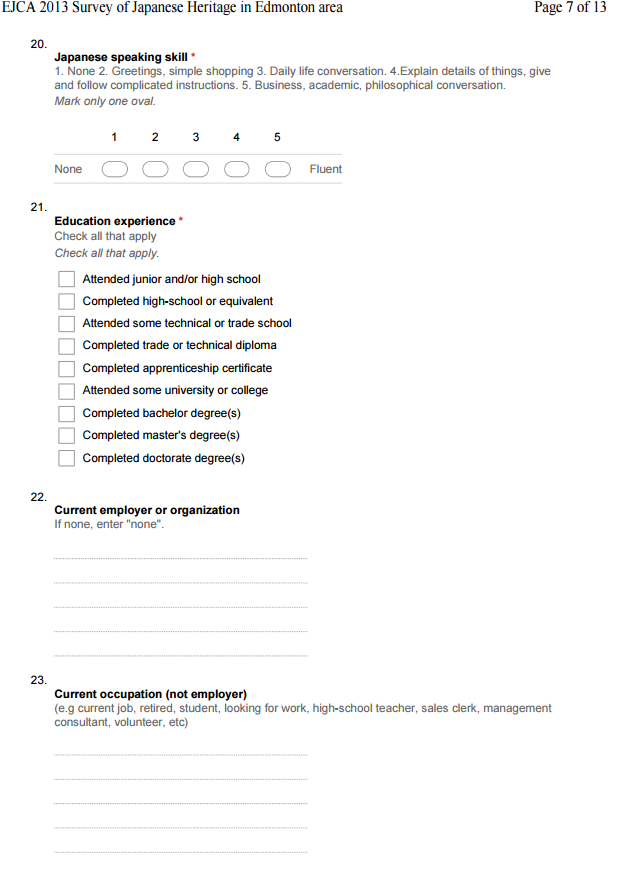 EJCA 2013 Survey of Japanese Heritage in Edmonton area Page 7 of 13
20.
Japanese speaking skill *
1. None 2. Greetings, simple shopping 3. Daily life conversation. 4.Explain details of things, give
and follow complicated instructions. 5. Business, academic, philosophical conversation.
Mark only one oval.
1 2 3 4 5
None Fluent
21.
Education experience *
Check all that apply
Check all that apply.
Attended junior and/or high school
Completed high-school or equivalent
Attended some technical or trade school
Completed trade or technical diploma
Completed apprenticeship certificate
Attended some university or college
Completed bachelor degree(s)
Completed master's degree(s)
Completed doctorate degree(s)
22.
Current employer or organization
If none, enter "none".
23.
Current occupation (not employer)
(e.g current job, retired, student, looking for work, high-school teacher, sales clerk, management
consultant, volunteer, etc)